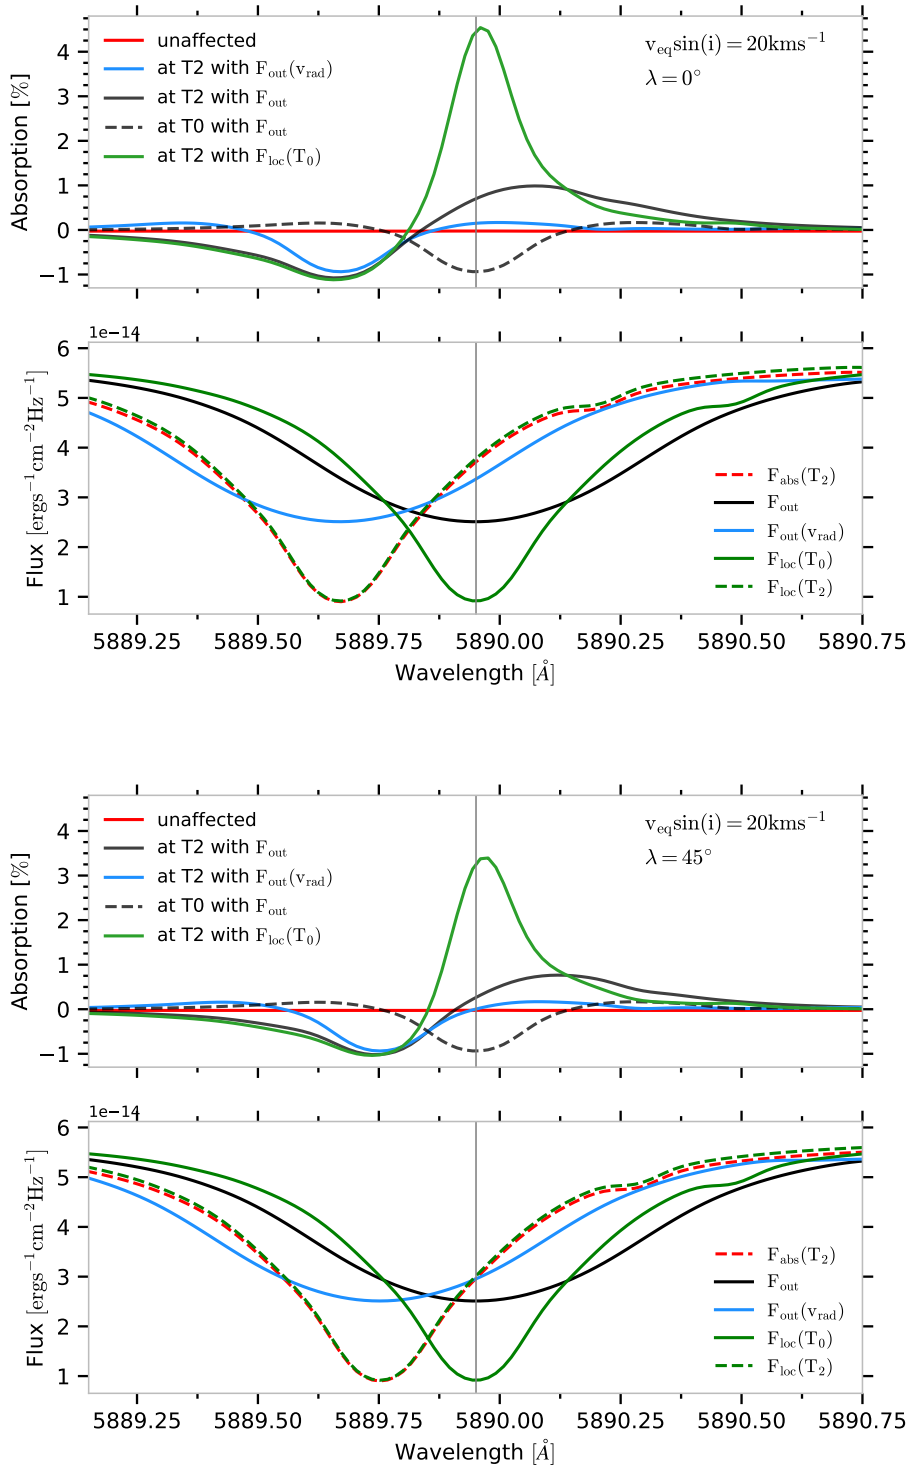 unaffected
at T2 with F_out(v_rad)
at T2 with F_out
at T0 with F_out
at T2 with F_loc(T_0)
v_eq sin(i) = 20kms^−1
λ = 0°
Absorption [%]
4
3
2
1
0
−1
1e−14
6
5
4
3
2
1
Flux [ergs^−1cm^−2Hz^−1]
F_abs(T_2)
F_out
F_out(v_rad)
F_loc(T_0)
F_loc(T_2)
5889.25 5889.50 5889.75 5890.00 5890.25 5890.50 5890.75
Wavelength [Å]
unaffected
at T2 with F_out
at T2 with F_out(v_rad)
at T0 with F_out
at T2 with F_loc(T_0)
v_eq sin(i) = 20kms^−1
λ = 45°
Absorption [%]
4
3
2
1
0
−1
1e−14
6
5
4
3
2
1
Flux [ergs^−1cm^−2Hz^−1]
F_abs(T_2)
F_out
F_out(v_rad)
F_loc(T_0)
F_loc(T_2)
5889.25 5889.50 5889.75 5890.00 5890.25 5890.50 5890.75
Wavelength [Å]